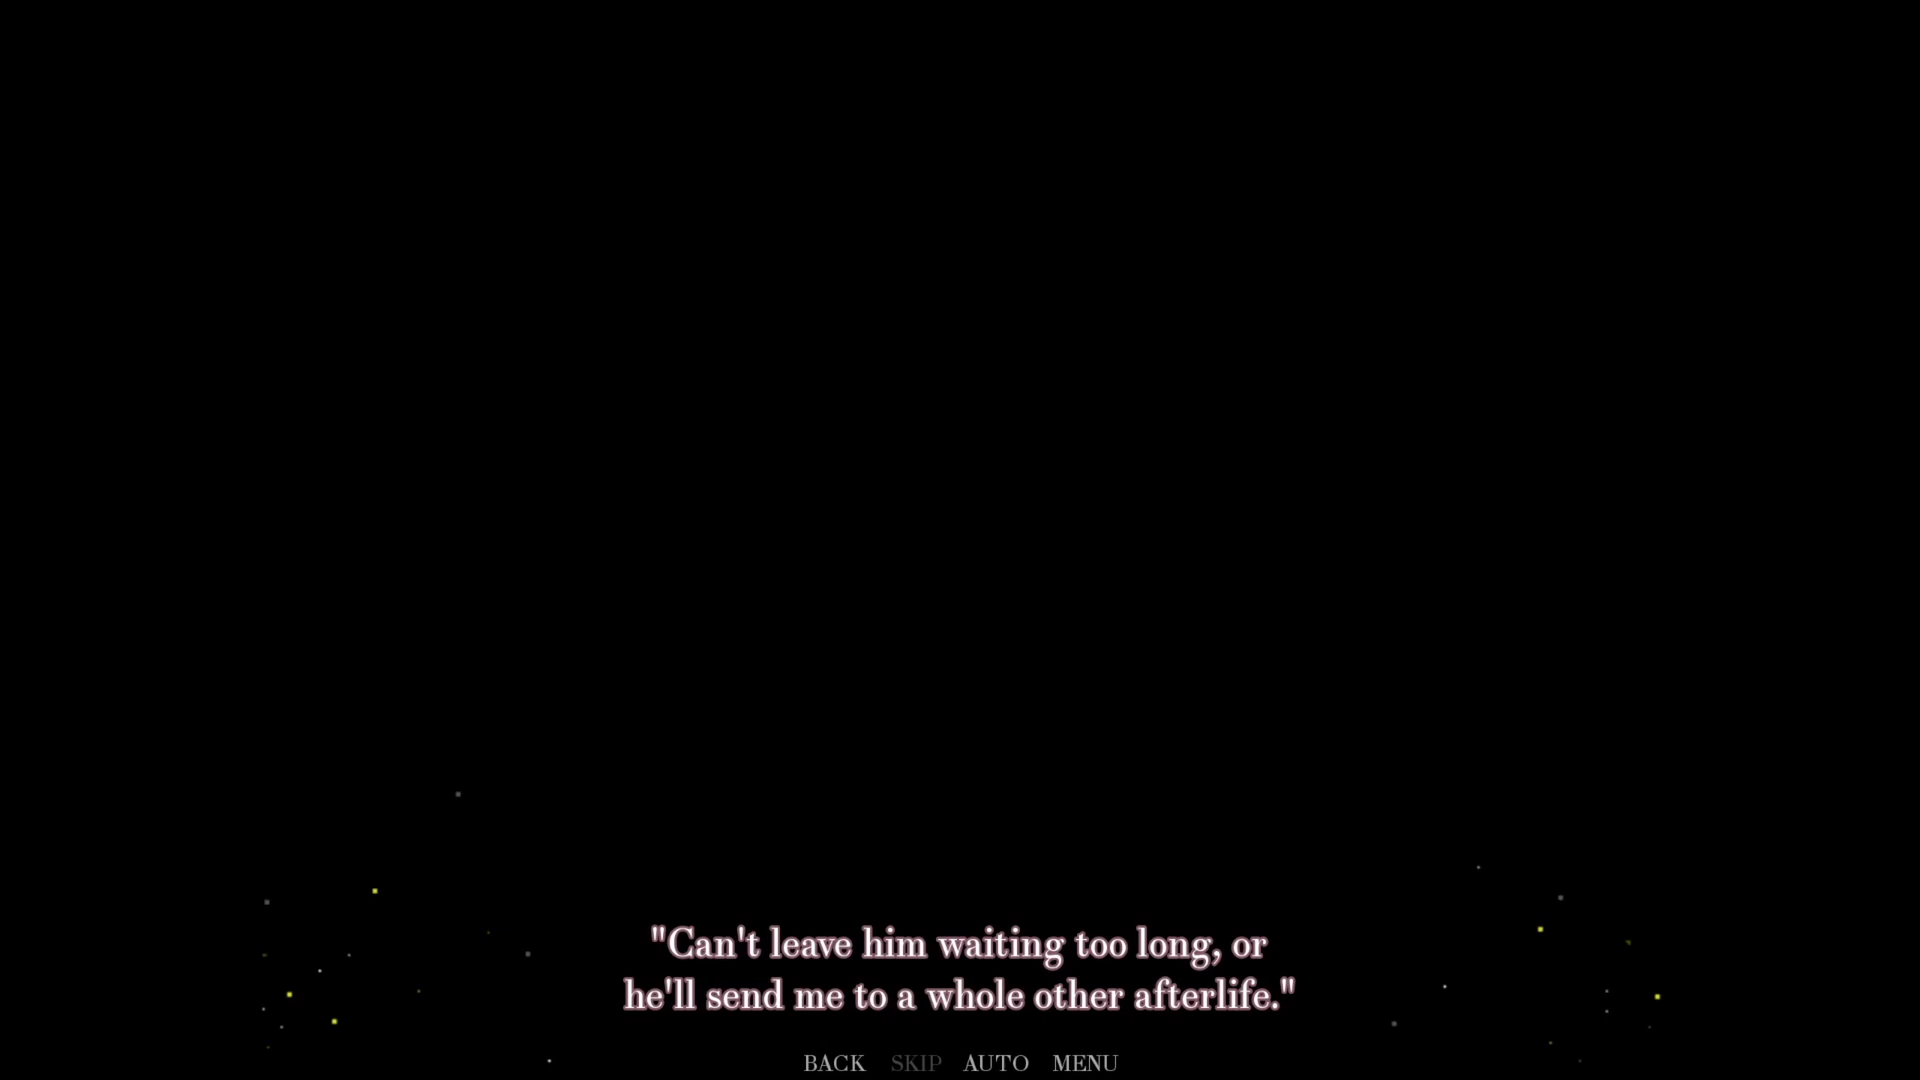 "Can't leave him waiting too long, or
he'll send me to a whole other afterlife."
BACK SKIP AUTO MENU